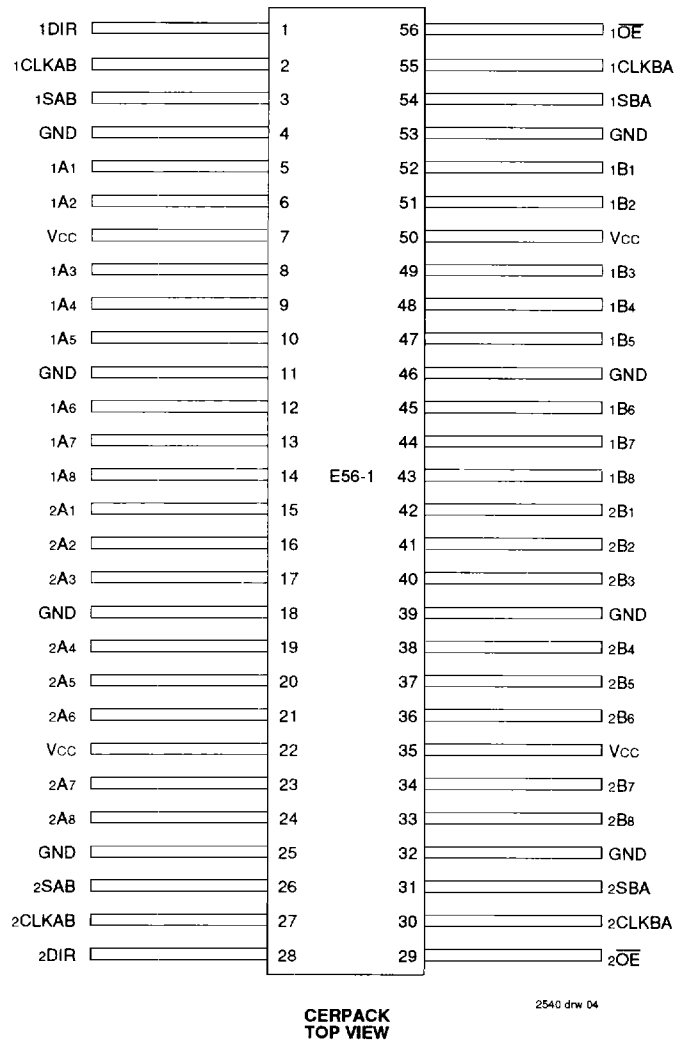 1DIR 1 56 1OE
1CLKAB 2 55 1CLKBA
1SAB 3 54 1SBA
GND 4 53 GND
1A1 5 52 1B1
1A2 6 51 1B2
VCC 7 50 VCC
1A3 8 49 1B3
1A4 9 48 1B4
1A5 10 47 1B5
GND 11 46 GND
1A6 12 45 1B6
1A7 13 44 1B7
1A8 14 E56-1 43 1B8
2A1 15 42 2B1
2A2 16 41 2B2
2A3 17 40 2B3
GND 18 39 GND
2A4 19 38 2B4
2A5 20 37 2B5
2A6 21 36 2B6
VCC 22 35 VCC
2A7 23 34 2B7
2A8 24 33 2B8
GND 25 32 GND
2SAB 26 31 2SBA
2CLKAB 27 30 2CLKBA
2DIR 28 29 2OE
2540 drw 04
CERPACK
TOP VIEW